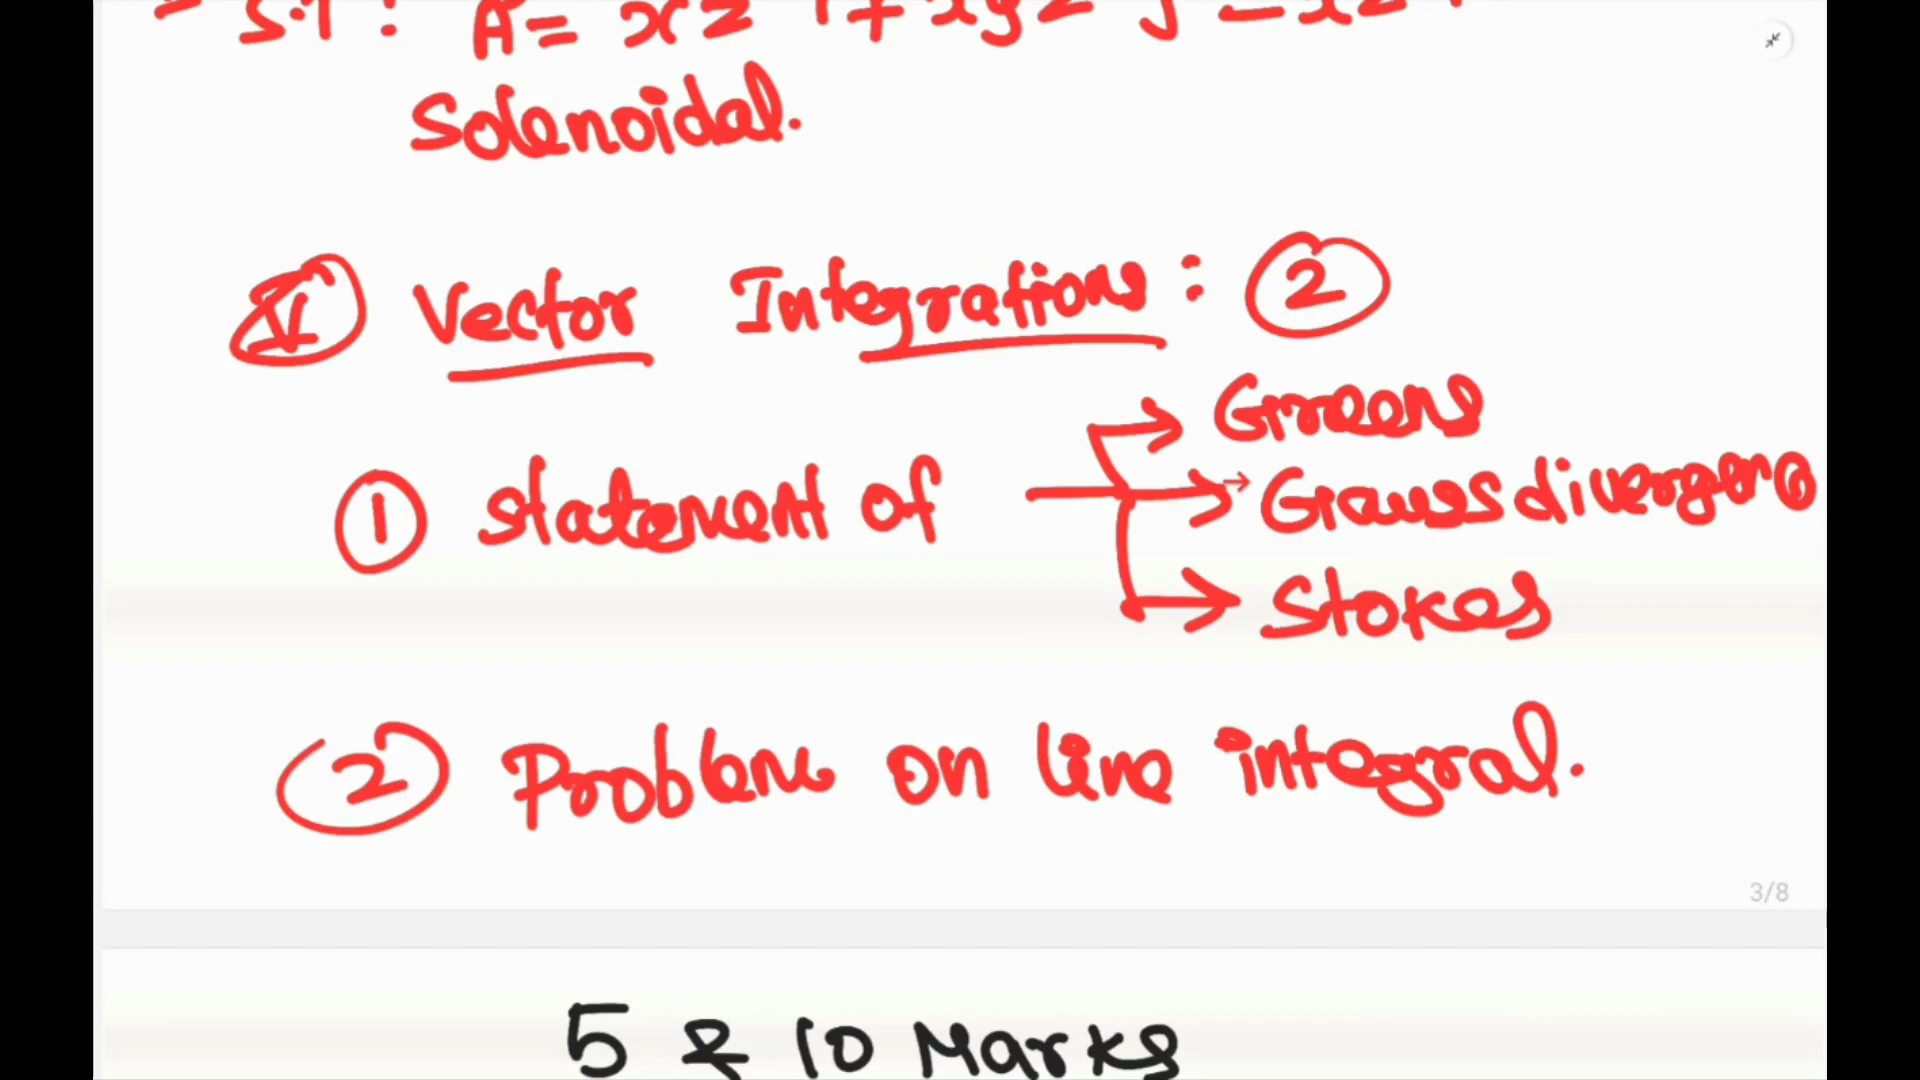 S.T: A = xz
Solenoidal.
V Vector Integrations: 2
→ Greens
1 Statement of → Gauss divergence
→ Stokes
2 Problems on line integral.
3/8
5 & 10 Marks